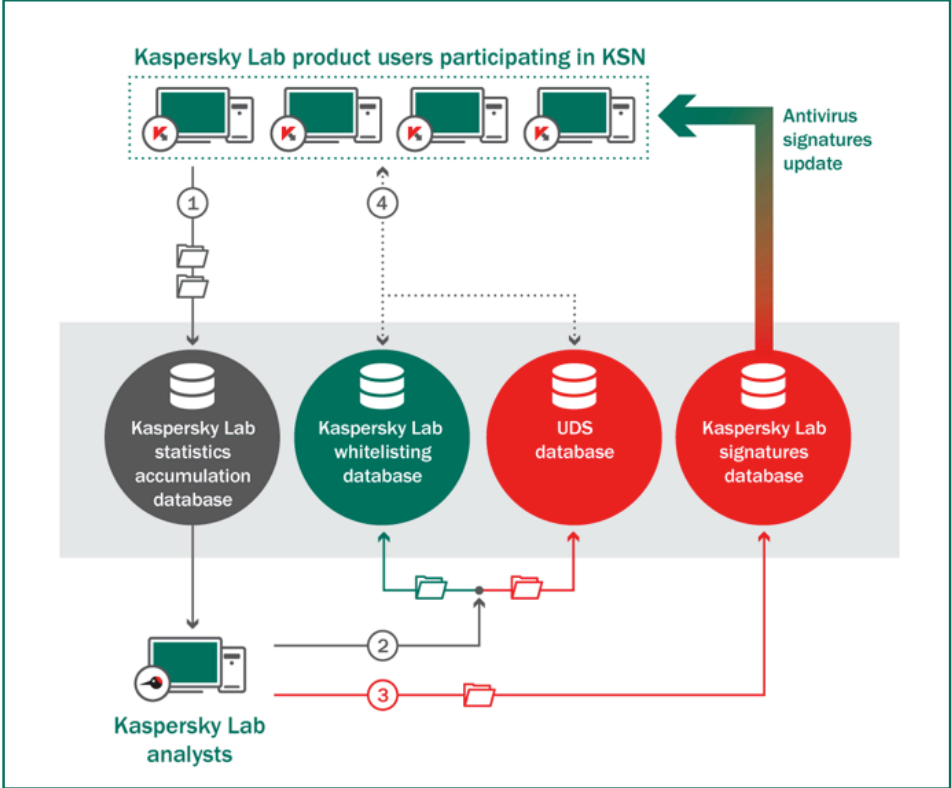 Kaspersky Lab product users participating in KSN
Antivirus
signatures
update
1
4
Kaspersky Lab
statistics
accumulation
database
Kaspersky Lab
whitelisting
database
UDS
database
Kaspersky Lab
signatures
database
2
3
Kaspersky Lab
analysts